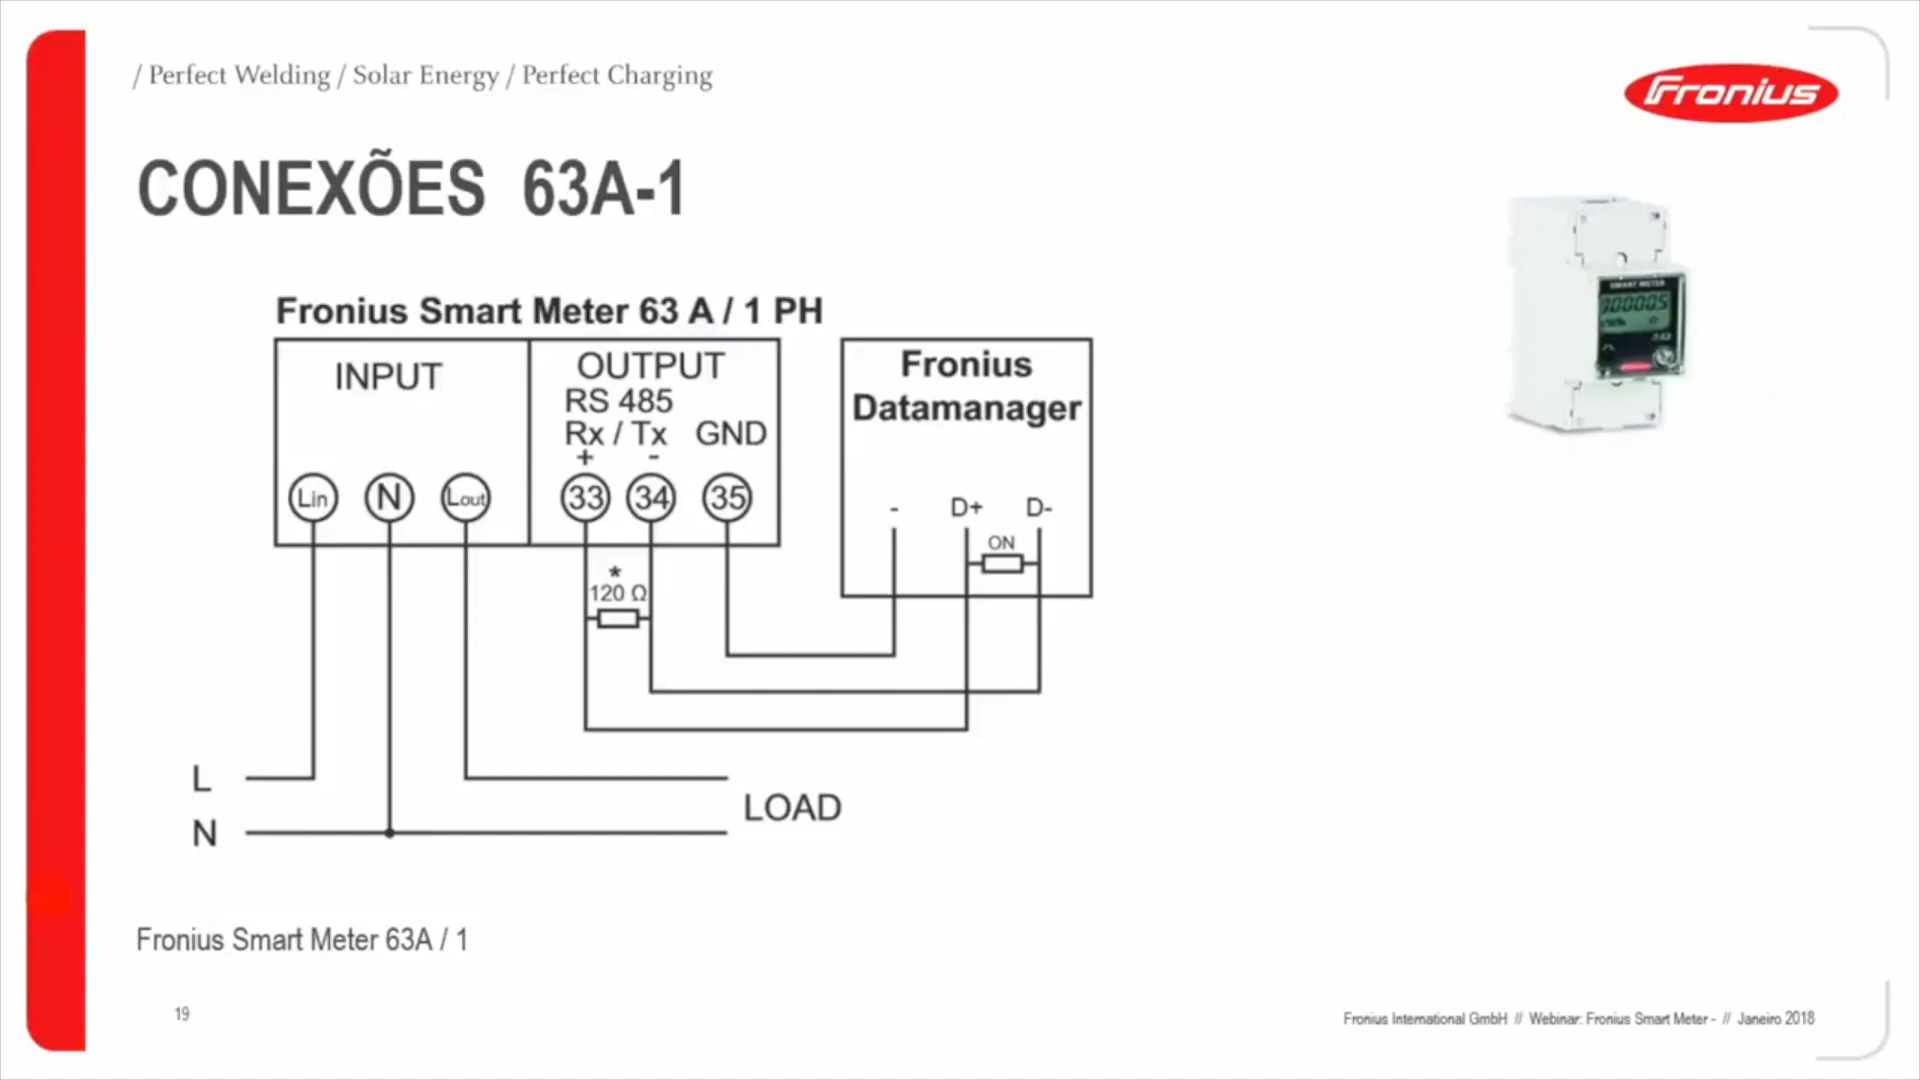 / Perfect Welding / Solar Energy / Perfect Charging
Fronius
CONEXÕES 63A-1
Fronius Smart Meter 63 A / 1 PH
INPUT
OUTPUT
RS 485
Rx / Tx GND
+ -
Lin N Lout 33 34 35
Fronius
Datamanager
- D+ D-
ON
*
120 Ω
L
N
LOAD
SMART METER
Fronius Smart Meter 63A / 1
19
Fronius International GmbH // Webinar: Fronius Smart Meter - // Janeiro 2018